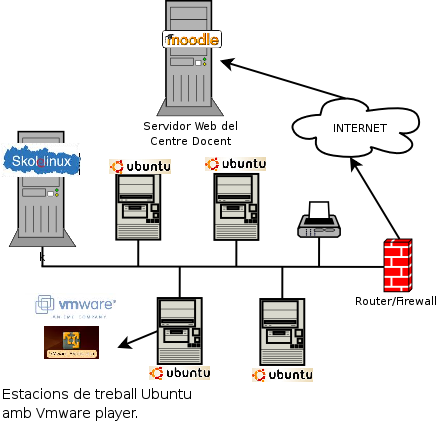 moodle
Servidor Web del
Centre Docent
INTERNET
Skolelinux
ubuntu
ubuntu
k
Router/Firewall
vmware
ubuntu
ubuntu
Estacions de treball Ubuntu
amb Vmware player.